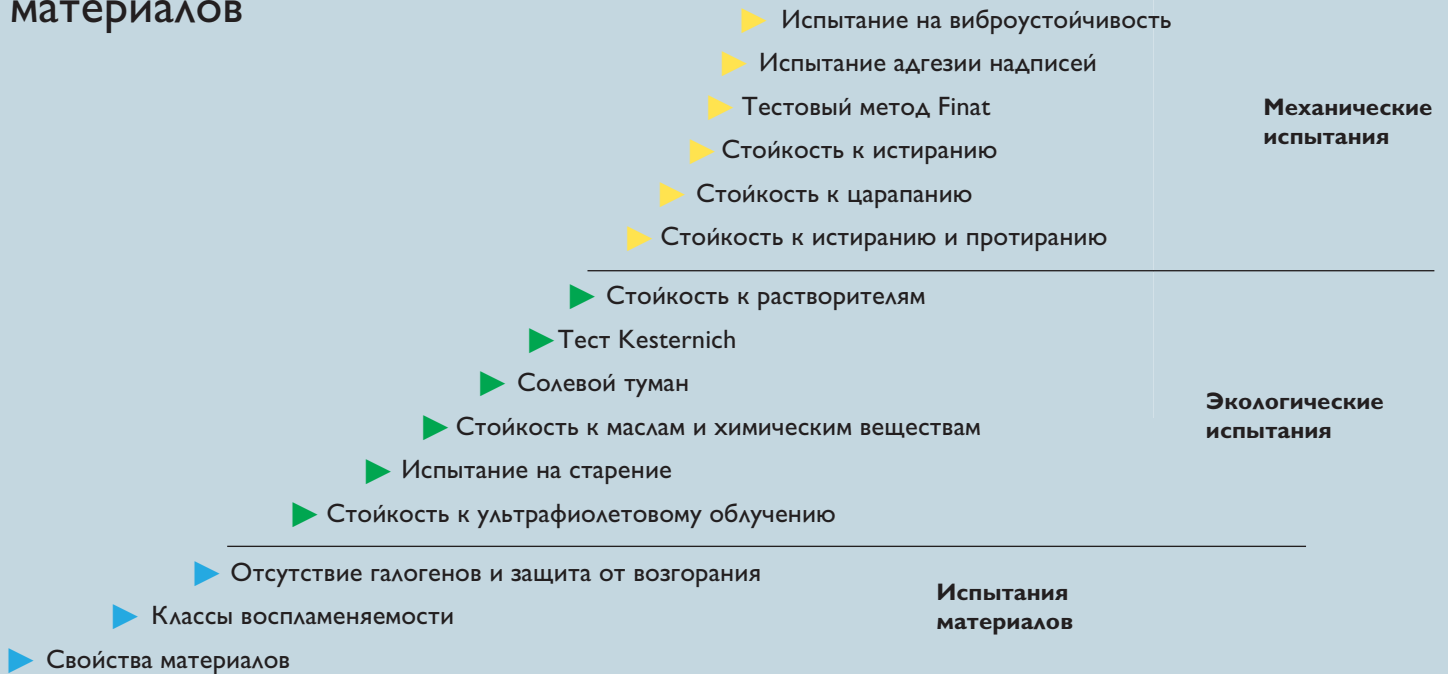 материалов
Испытание на виброустойчивость
Испытание адгезии надписей
Тестовый метод Finat
Стойкость к истиранию
Стойкость к царапанию
Стойкость к истиранию и протиранию
Механические
испытания
Стойкость к растворителям
Тест Kesternich
Солевой туман
Стойкость к маслам и химическим веществам
Испытание на старение
Стойкость к ультрафиолетовому облучению
Экологические
испытания
Отсутствие галогенов и защита от возгорания
Классы воспламеняемости
Свойства материалов
Испытания
материалов